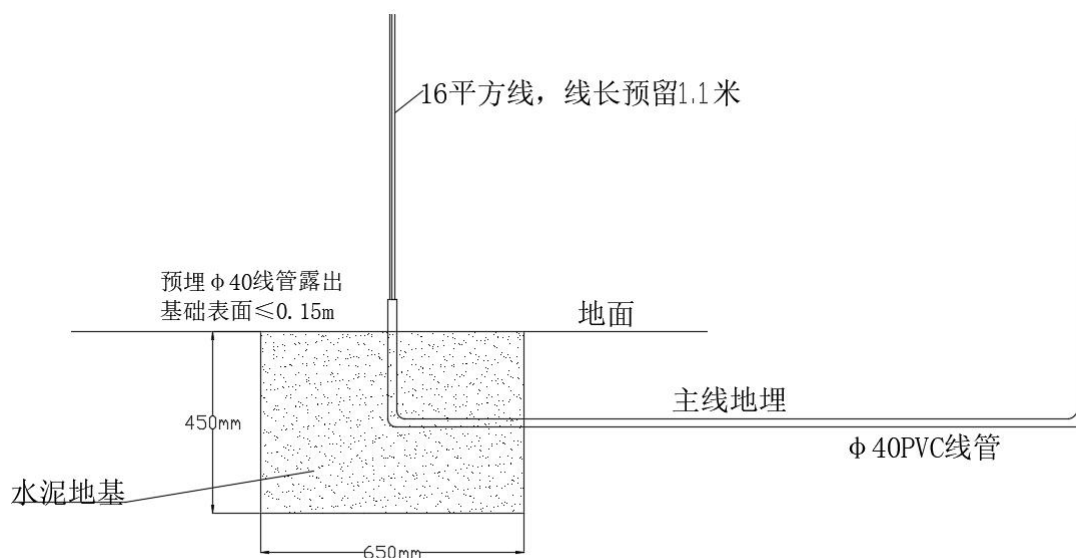 16平方线，线长预留1.1米
预埋φ40线管露出
基础表面≤0.15m
地面
450mm
主线地埋
φ40PVC线管
水泥地基
650mm